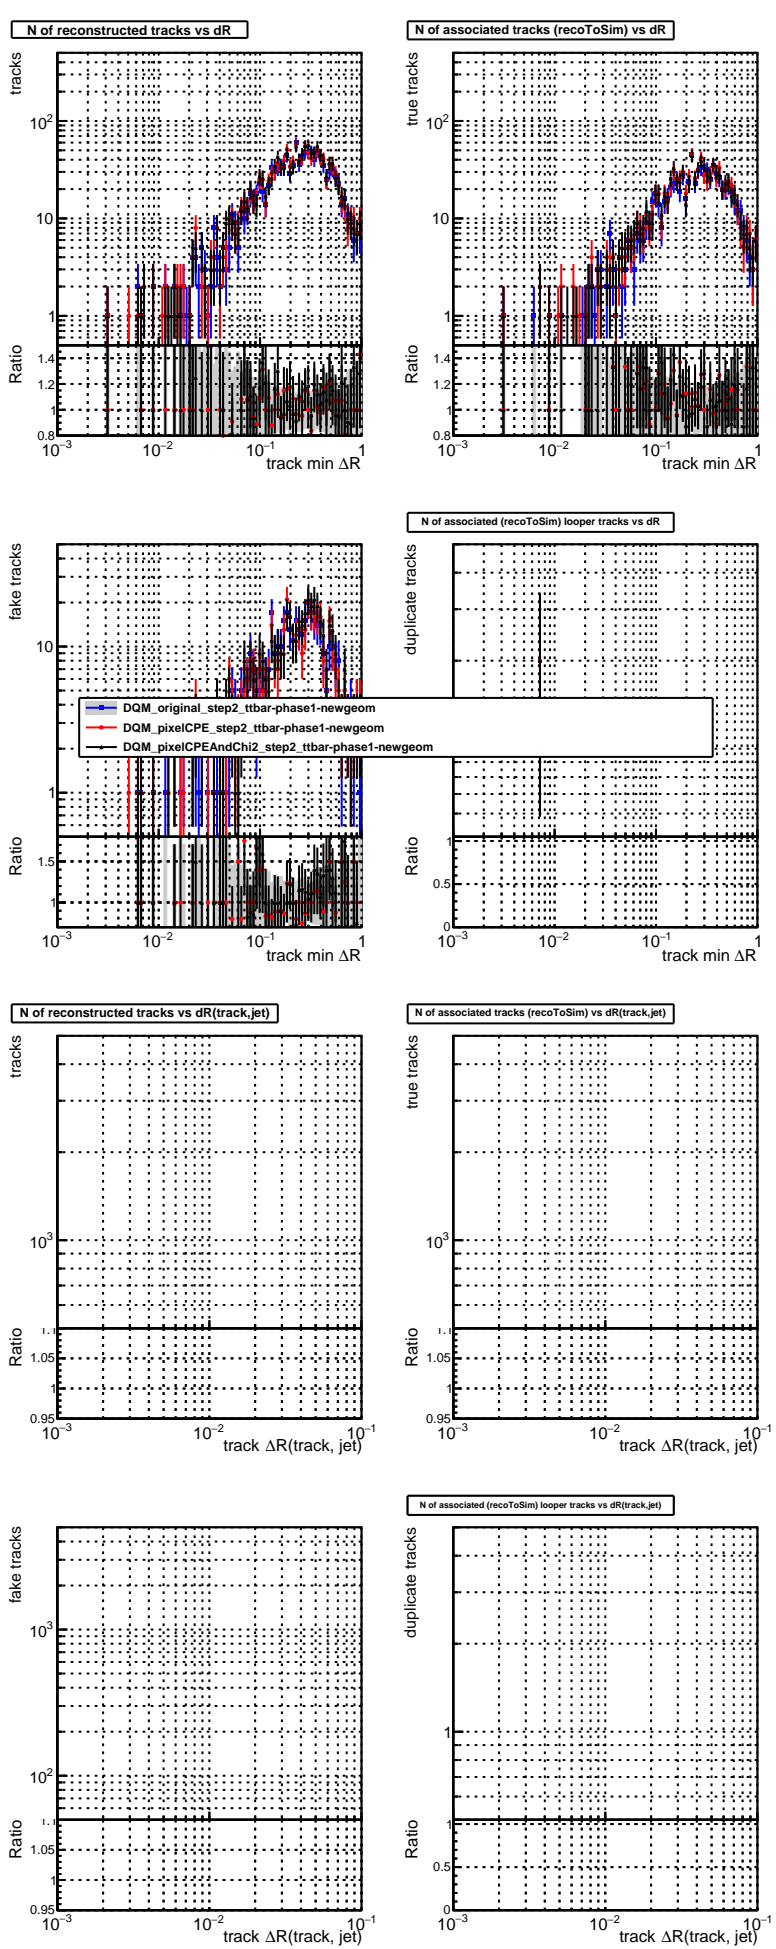 N of reconstructed tracks vs dR
tracks
10²
10
1
Ratio
1.4
1.2
1
0.8
10⁻³
10⁻²
10⁻¹
1
track min ΔR
N of associated tracks (recoToSim) vs dR
true tracks
10²
10
1
Ratio
1.4
1.2
1
0.8
10⁻³
10⁻²
10⁻¹
1
track min ΔR
fake tracks
10
1
Ratio
1.5
1
10⁻³
10⁻²
10⁻¹
1
track min ΔR
N of associated (recoToSim) looper tracks vs dR
duplicate tracks
Ratio
1
0.5
0
10⁻³
10⁻²
10⁻¹
1
track min ΔR
DQM_original_step2_ttbar-phase1-newgeom
DQM_pixelCPE_step2_ttbar-phase1-newgeom
DQM_pixelCPEAndChi2_step2_ttbar-phase1-newgeom
N of reconstructed tracks vs dR(track,jet)
tracks
10³
Ratio
1.1
1.05
1
0.95
10⁻³
10⁻²
10⁻¹
track ΔR(track, jet)
N of associated tracks (recoToSim) vs dR(track,jet)
true tracks
10³
Ratio
1.1
1.05
1
0.95
10⁻³
10⁻²
10⁻¹
track ΔR(track, jet)
fake tracks
10³
10²
Ratio
1.1
1.05
1
0.95
10⁻³
10⁻²
10⁻¹
track ΔR(track, jet)
N of associated (recoToSim) looper tracks vs dR(track,jet)
duplicate tracks
1
Ratio
1
0.5
0
10⁻³
10⁻²
10⁻¹
track ΔR(track, jet)